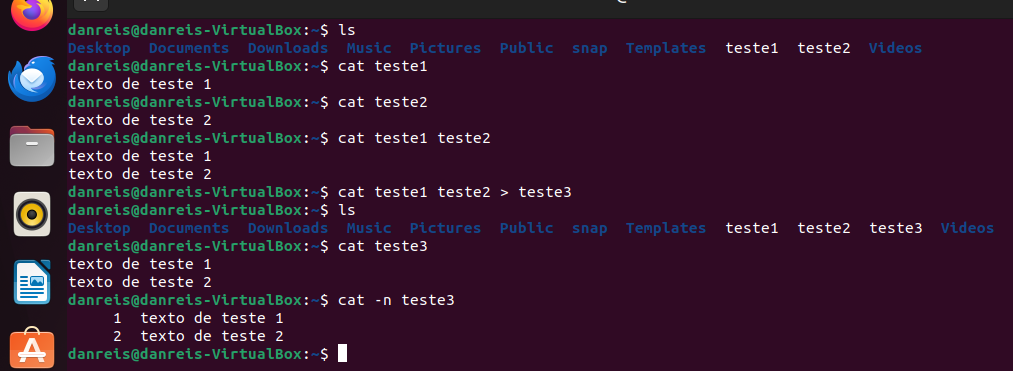 danreis@danreis-VirtualBox:~$ ls
Desktop Documents Downloads Music Pictures Public snap Templates teste1 teste2 Videos
danreis@danreis-VirtualBox:~$ cat teste1
texto de teste 1
danreis@danreis-VirtualBox:~$ cat teste2
texto de teste 2
danreis@danreis-VirtualBox:~$ cat teste1 teste2
texto de teste 1
texto de teste 2
danreis@danreis-VirtualBox:~$ cat teste1 teste2 > teste3
danreis@danreis-VirtualBox:~$ ls
Desktop Documents Downloads Music Pictures Public snap Templates teste1 teste2 teste3 Videos
danreis@danreis-VirtualBox:~$ cat teste3
texto de teste 1
texto de teste 2
danreis@danreis-VirtualBox:~$ cat -n teste3
1 texto de teste 1
2 texto de teste 2
danreis@danreis-VirtualBox:~$